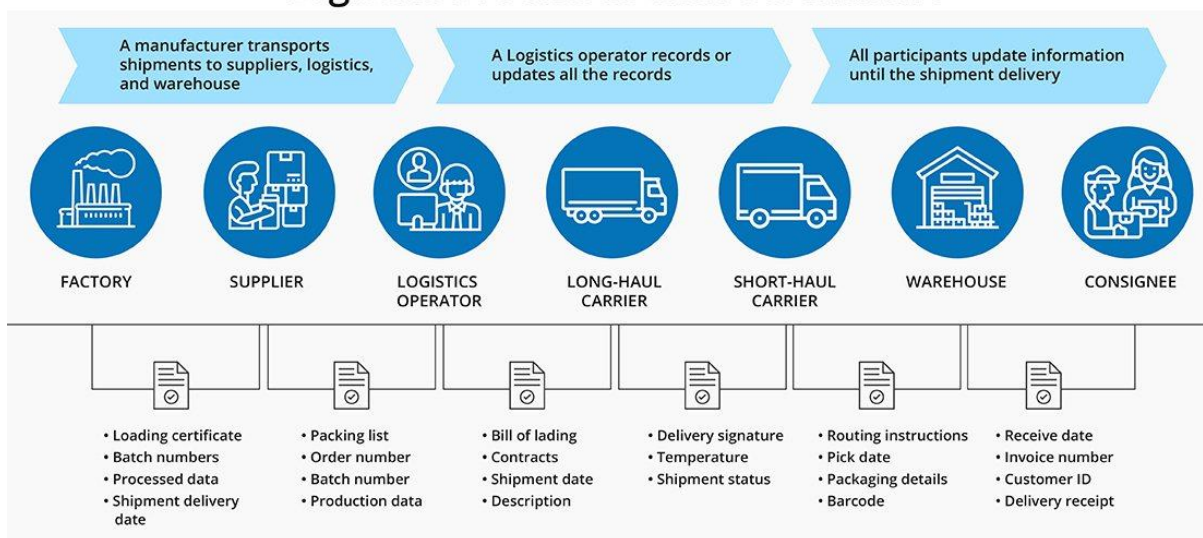 A manufacturer transports
shipments to suppliers, logistics,
and warehouse
A Logistics operator records or
updates all the records
All participants update information
until the shipment delivery
FACTORY
SUPPLIER
LOGISTICS
OPERATOR
LONG-HAUL
CARRIER
SHORT-HAUL
CARRIER
WAREHOUSE
CONSIGNEE
• Loading certificate
• Batch numbers
• Processed data
• Shipment delivery
date
• Packing list
• Order number
• Batch number
• Production data
• Bill of lading
• Contracts
• Shipment date
• Description
• Delivery signature
• Temperature
• Shipment status
• Routing instructions
• Pick date
• Packaging details
• Barcode
• Receive date
• Invoice number
• Customer ID
• Delivery receipt